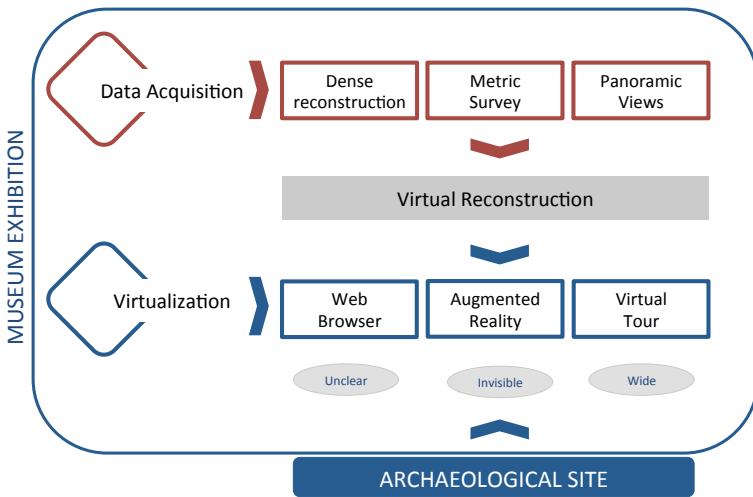 MUSEUM EXHIBITION
Data Acquisition
Dense
reconstruction
Metric
Survey
Panoramic
Views
Virtual Reconstruction
Virtualization
Web
Browser
Augmented
Reality
Virtual
Tour
Unclear
Invisible
Wide
ARCHAEOLOGICAL SITE